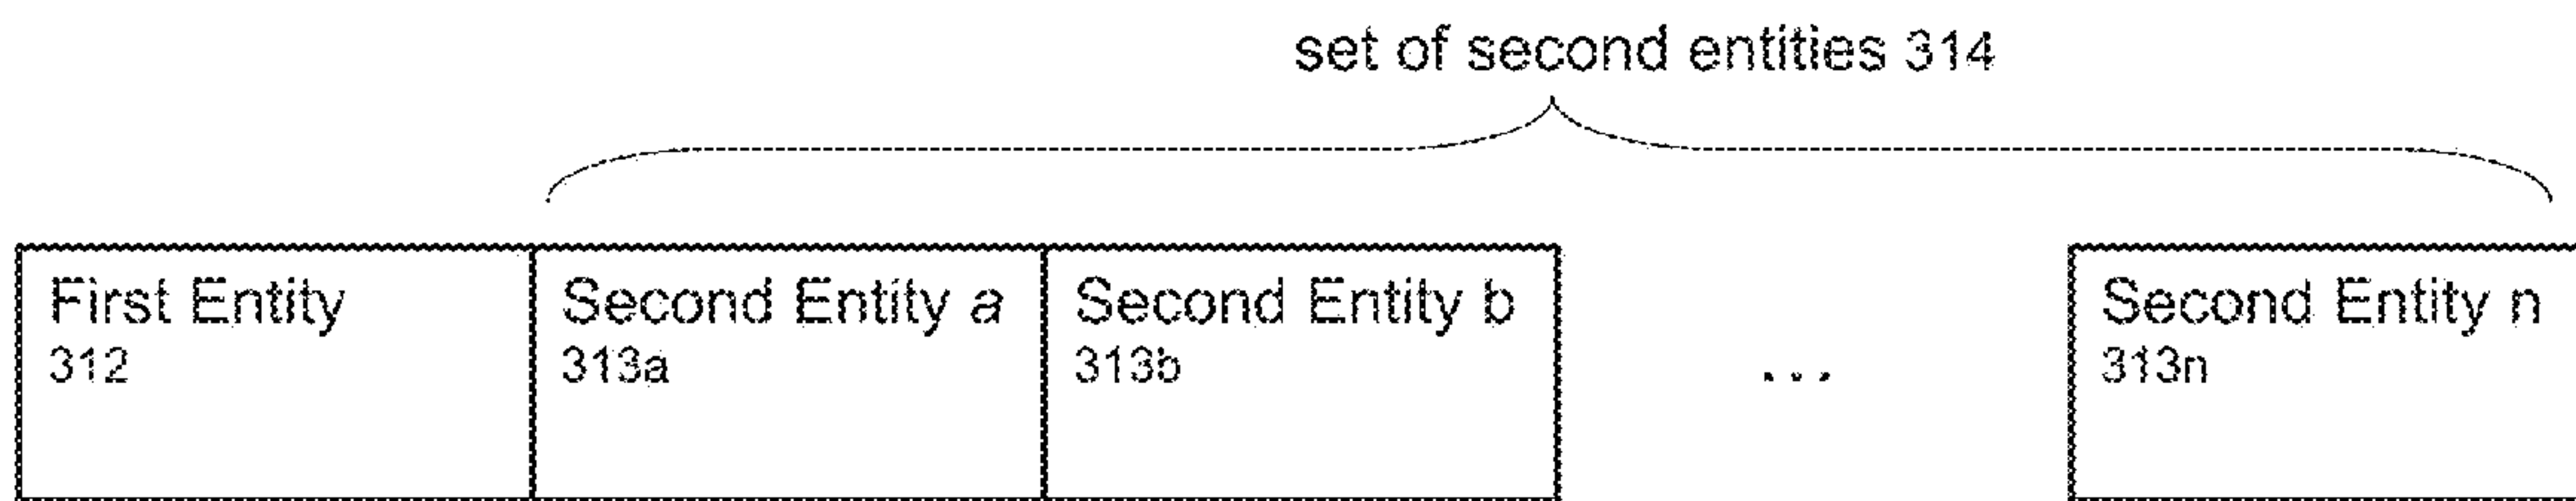 set of second entities 314
First Entity
312
Second Entity a
313a
Second Entity b
313b
...
Second Entity n
313n